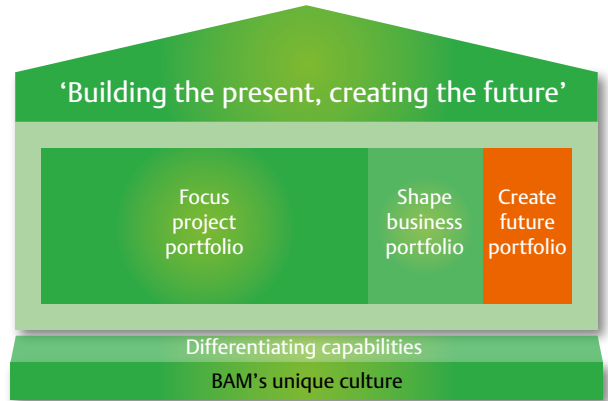 ‘Building the present, creating the future’
Focus
project
portfolio
Shape
business
portfolio
Create
future
portfolio
Differentiating capabilities
BAM’s unique culture